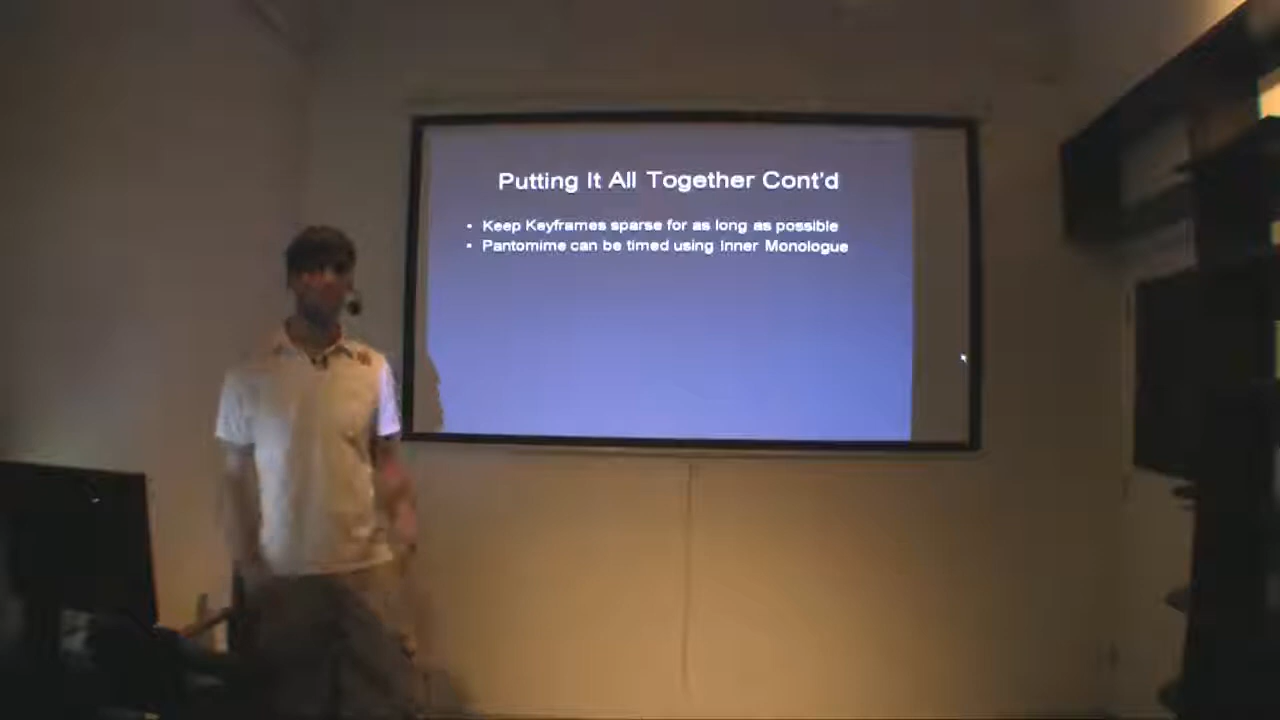 Putting It All Together Cont'd
• Keep Keyframes sparse for as long as possible
• Pantomime can be timed using Inner Monologue